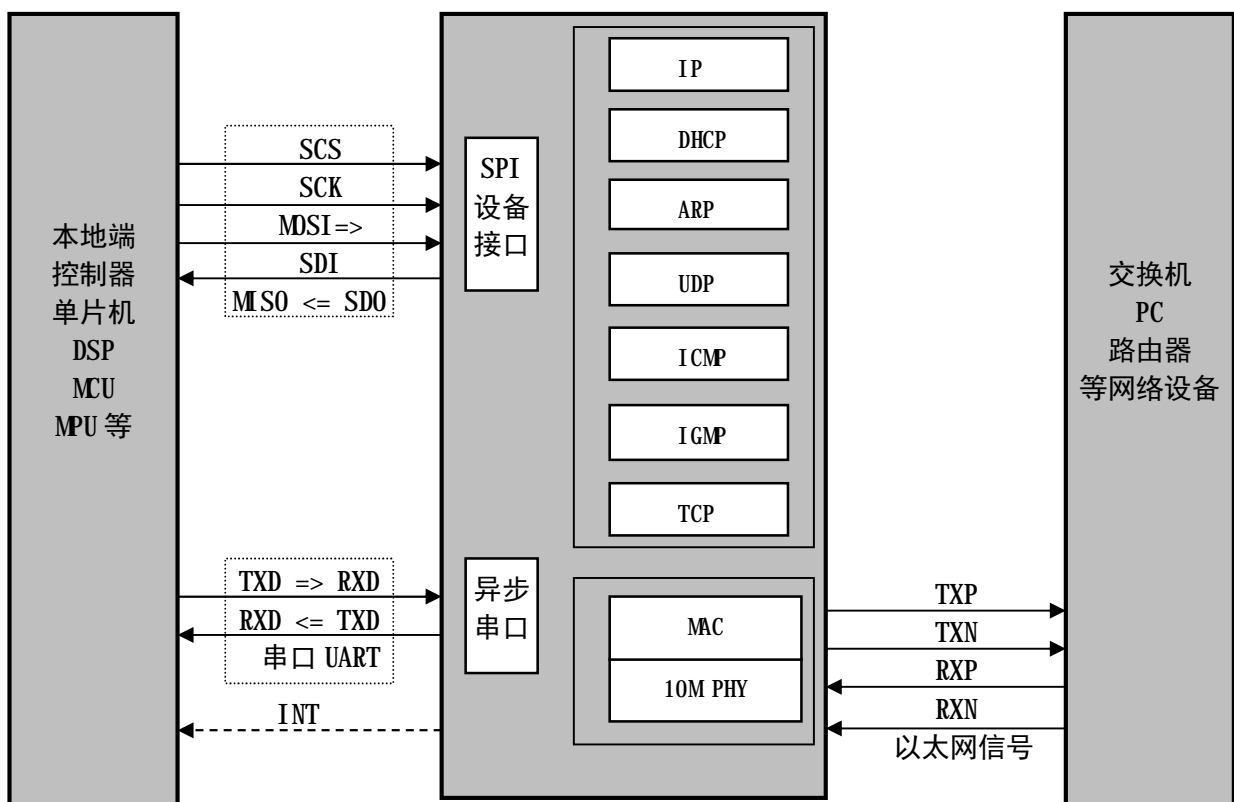 本地端
控制器
单片机
DSP
MCU
MPU 等
SCS
SCK
MOSI=>
SDI
MISO <= SDO
TXD => RXD
RXD <= TXD
串口 UART
INT
SPI
设备
接口
异步
串口
IP
DHCP
ARP
UDP
ICMP
IGMP
TCP
MAC
10M PHY
TXP
TXN
RXP
RXN
以太网信号
交换机
PC
路由器
等网络设备